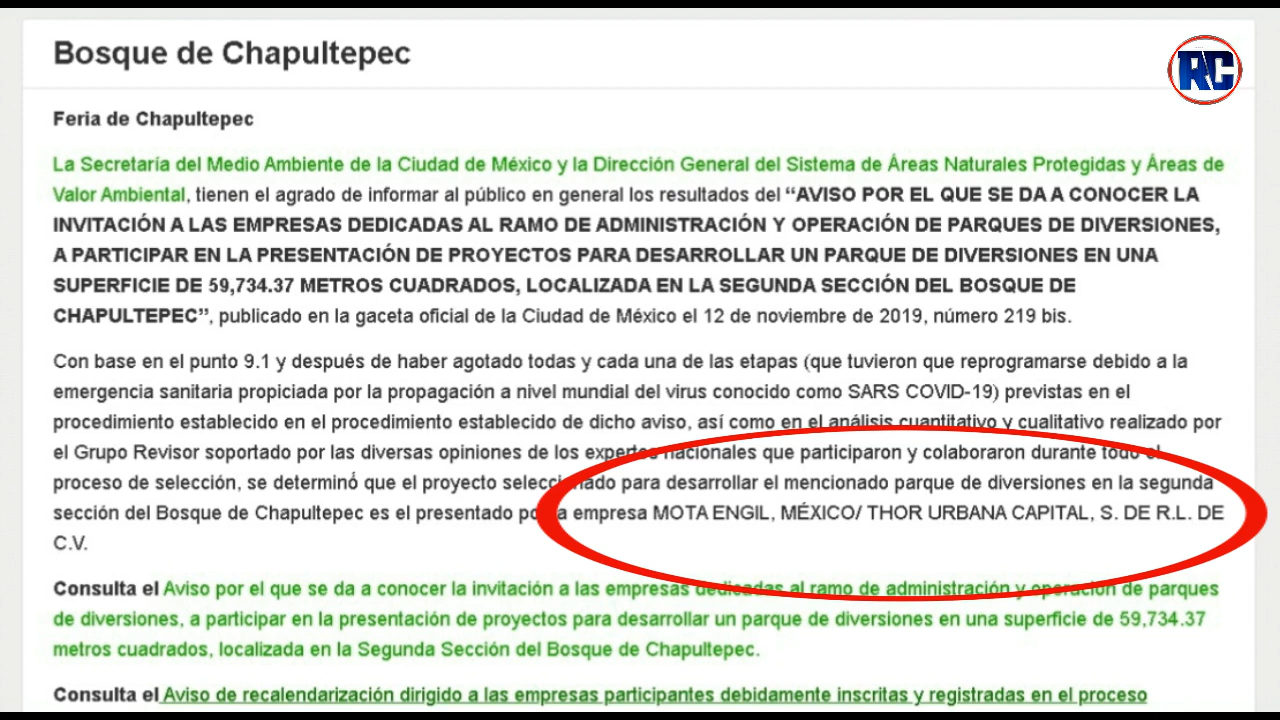 Bosque de Chapultepec
RC
Feria de Chapultepec
La Secretaría del Medio Ambiente de la Ciudad de México y la Dirección General del Sistema de Áreas Naturales Protegidas y Áreas de
Valor Ambiental, tienen el agrado de informar al público en general los resultados del “AVISO POR EL QUE SE DA A CONOCER LA
INVITACIÓN A LAS EMPRESAS DEDICADAS AL RAMO DE ADMINISTRACIÓN Y OPERACIÓN DE PARQUES DE DIVERSIONES,
A PARTICIPAR EN LA PRESENTACIÓN DE PROYECTOS PARA DESARROLLAR UN PARQUE DE DIVERSIONES EN UNA
SUPERFICIE DE 59,734.37 METROS CUADRADOS, LOCALIZADA EN LA SEGUNDA SECCIÓN DEL BOSQUE DE
CHAPULTEPEC”, publicado en la gaceta oficial de la Ciudad de México el 12 de noviembre de 2019, número 219 bis.
Con base en el punto 9.1 y después de haber agotado todas y cada una de las etapas (que tuvieron que reprogramarse debido a la
emergencia sanitaria propiciada por la propagación a nivel mundial del virus conocido como SARS COVID-19) previstas en el
procedimiento establecido en el procedimiento establecido de dicho aviso, así como en el análisis cuantitativo y cualitativo realizado por
el Grupo Revisor soportado por las diversas opiniones de los expertos nacionales que participaron y colaboraron durante todo el
proceso de selección, se determinó que el proyecto seleccionado para desarrollar el mencionado parque de diversiones en la segunda
sección del Bosque de Chapultepec es el presentado por la empresa MOTA ENGIL, MÉXICO/ THOR URBANA CAPITAL, S. DE R.L. DE
C.V.
Consulta el Aviso por el que se da a conocer la invitación a las empresas dedicadas al ramo de administración y operación de parques
de diversiones, a participar en la presentación de proyectos para desarrollar un parque de diversiones en una superficie de 59,734.37
metros cuadrados, localizada en la Segunda Sección del Bosque de Chapultepec.
Consulta el Aviso de recalendarización dirigido a las empresas participantes debidamente inscritas y registradas en el proceso